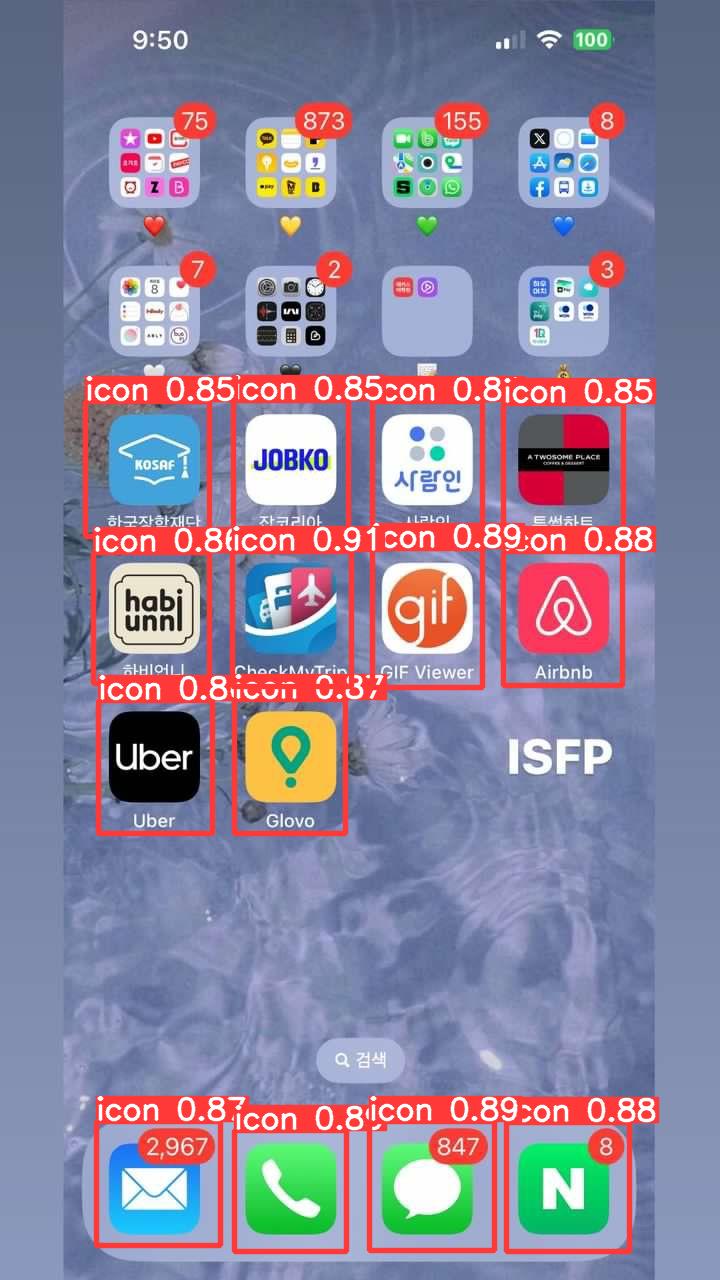 9:50
100
75
873
155
8
7
2
3
icon 0.85
icon 0.85
icon 0.8
icon 0.85
KOSAF
JOBKO
사람인
A TWOSOME PLACE
COFFEE & DESSERT
한국장학재단
잡코리아
사람인
투썸하트
icon 0.86
icon 0.91
icon 0.89
icon 0.88
habi
unni
gif
하비언니
CheckMyTrip
GIF Viewer
Airbnb
icon 0.8
icon 0.87
Uber
ISFP
Uber
Glovo
검색
icon 0.87
icon 0.89
icon 0.89
icon 0.88
2,967
847
8
N